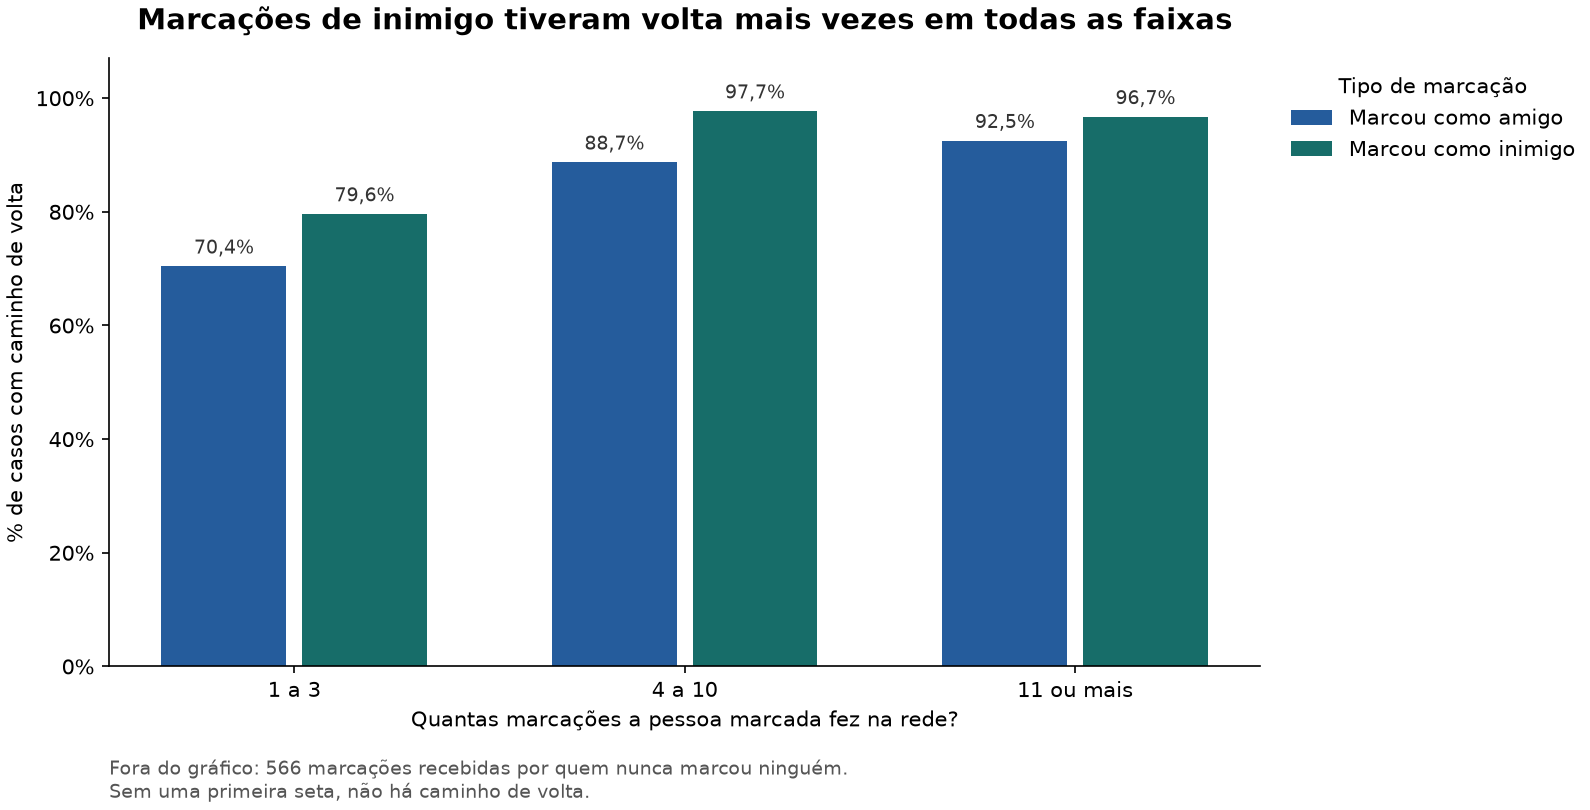 Marcações de inimigo tiveram volta mais vezes em todas as faixas
% de casos com caminho de volta
100%
80%
60%
40%
20%
0%
70,4%
79,6%
88,7%
97,7%
92,5%
96,7%
1 a 3
4 a 10
11 ou mais
Quantas marcações a pessoa marcada fez na rede?
Tipo de marcação
Marcou como amigo
Marcou como inimigo
Fora do gráfico: 566 marcações recebidas por quem nunca marcou ninguém.
Sem uma primeira seta, não há caminho de volta.